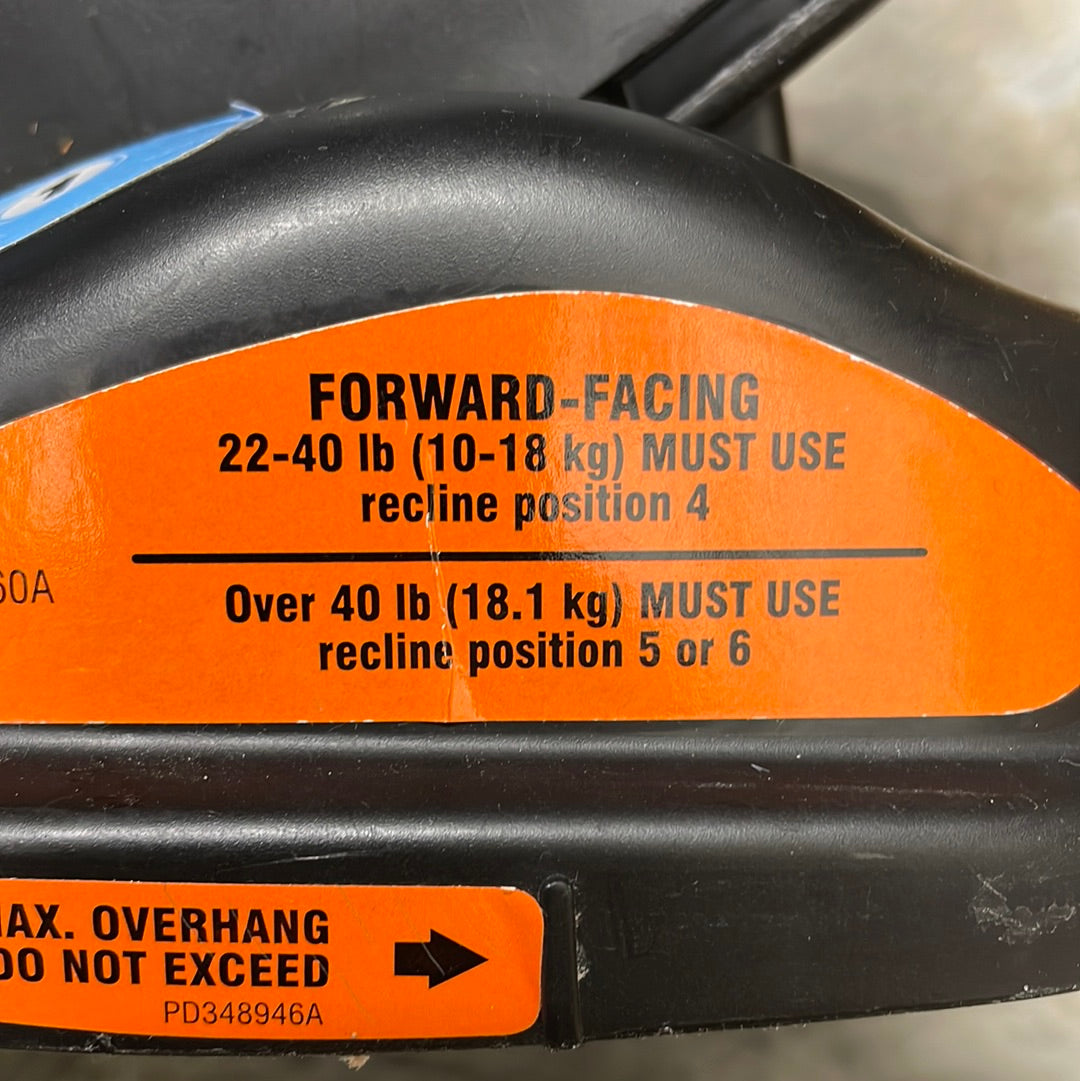 FORWARD-FACING
22-40 lb (10-18 kg) MUST USE
recline position 4
60A
Over 40 lb (18.1 kg) MUST USE
recline position 5 or 6
MAX. OVERHANG
DO NOT EXCEED
PD348946A